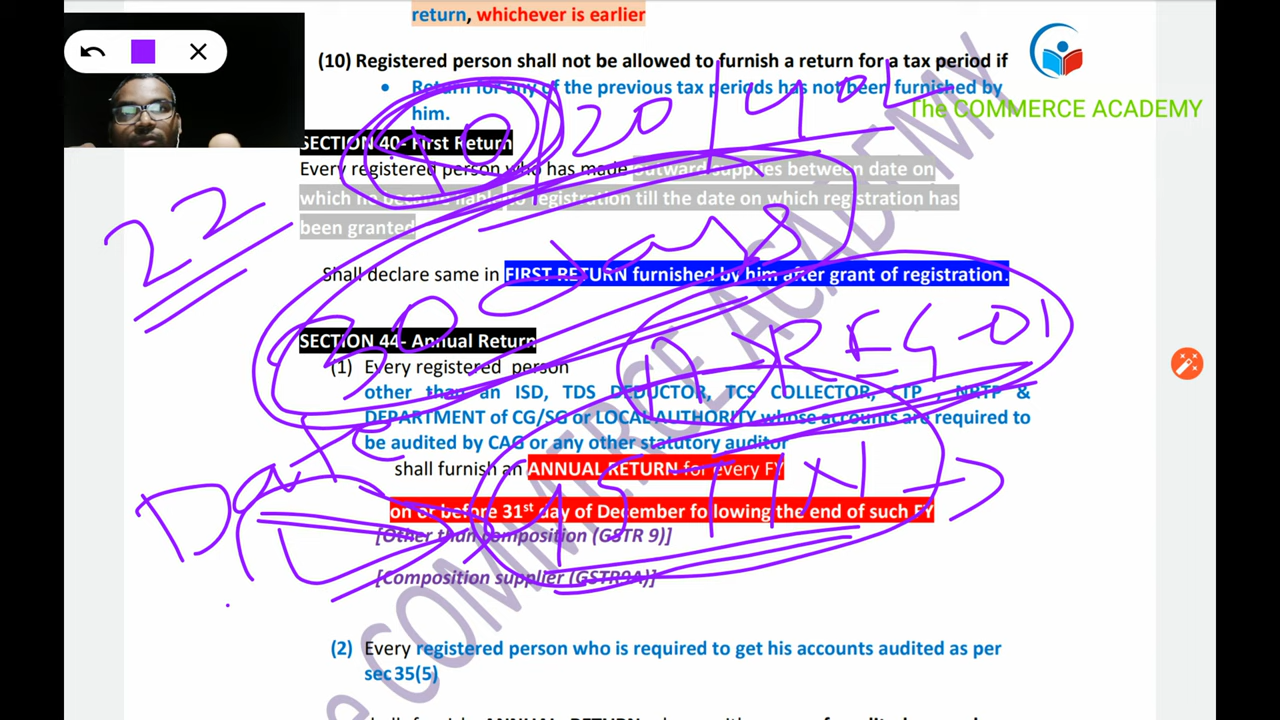 return, whichever is earlier
(10) Registered person shall not be allowed to furnish a return for a tax period if
• Return for any of the previous tax periods has not been furnished by
him.
The COMMERCE ACADEMY
SECTION 40- First Return
Every registered person who has made outward supplies between date on
which he became liable to registration till the date on which registration has
been granted
Shall declare same in FIRST RETURN furnished by him after grant of registration.
SECTION 44- Annual Return
(1) Every registered person
other than an ISD, TDS DEDUCTOR, TCS COLLECTOR, CTP , NRTP &
DEPARTMENT of CG/SG or LOCAL AUTHORITY whose accounts are required to
be audited by CAG or any other statutory auditor
shall furnish an ANNUAL RETURN for every FY
on or before 31st day of December following the end of such FY
[Other than composition (GSTR 9)]
[Composition supplier (GSTR9A)]
(2) Every registered person who is required to get his accounts audited as per
sec 35(5)
40/20/
22
30 days
REG-01
Date